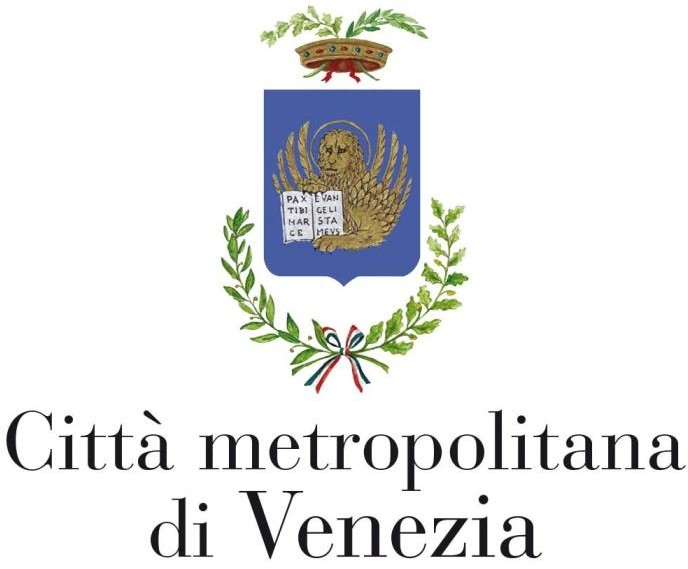 PAX EVAN
TIBI GELI
MAR STA
CE MEVS
Città metropolitana
di Venezia